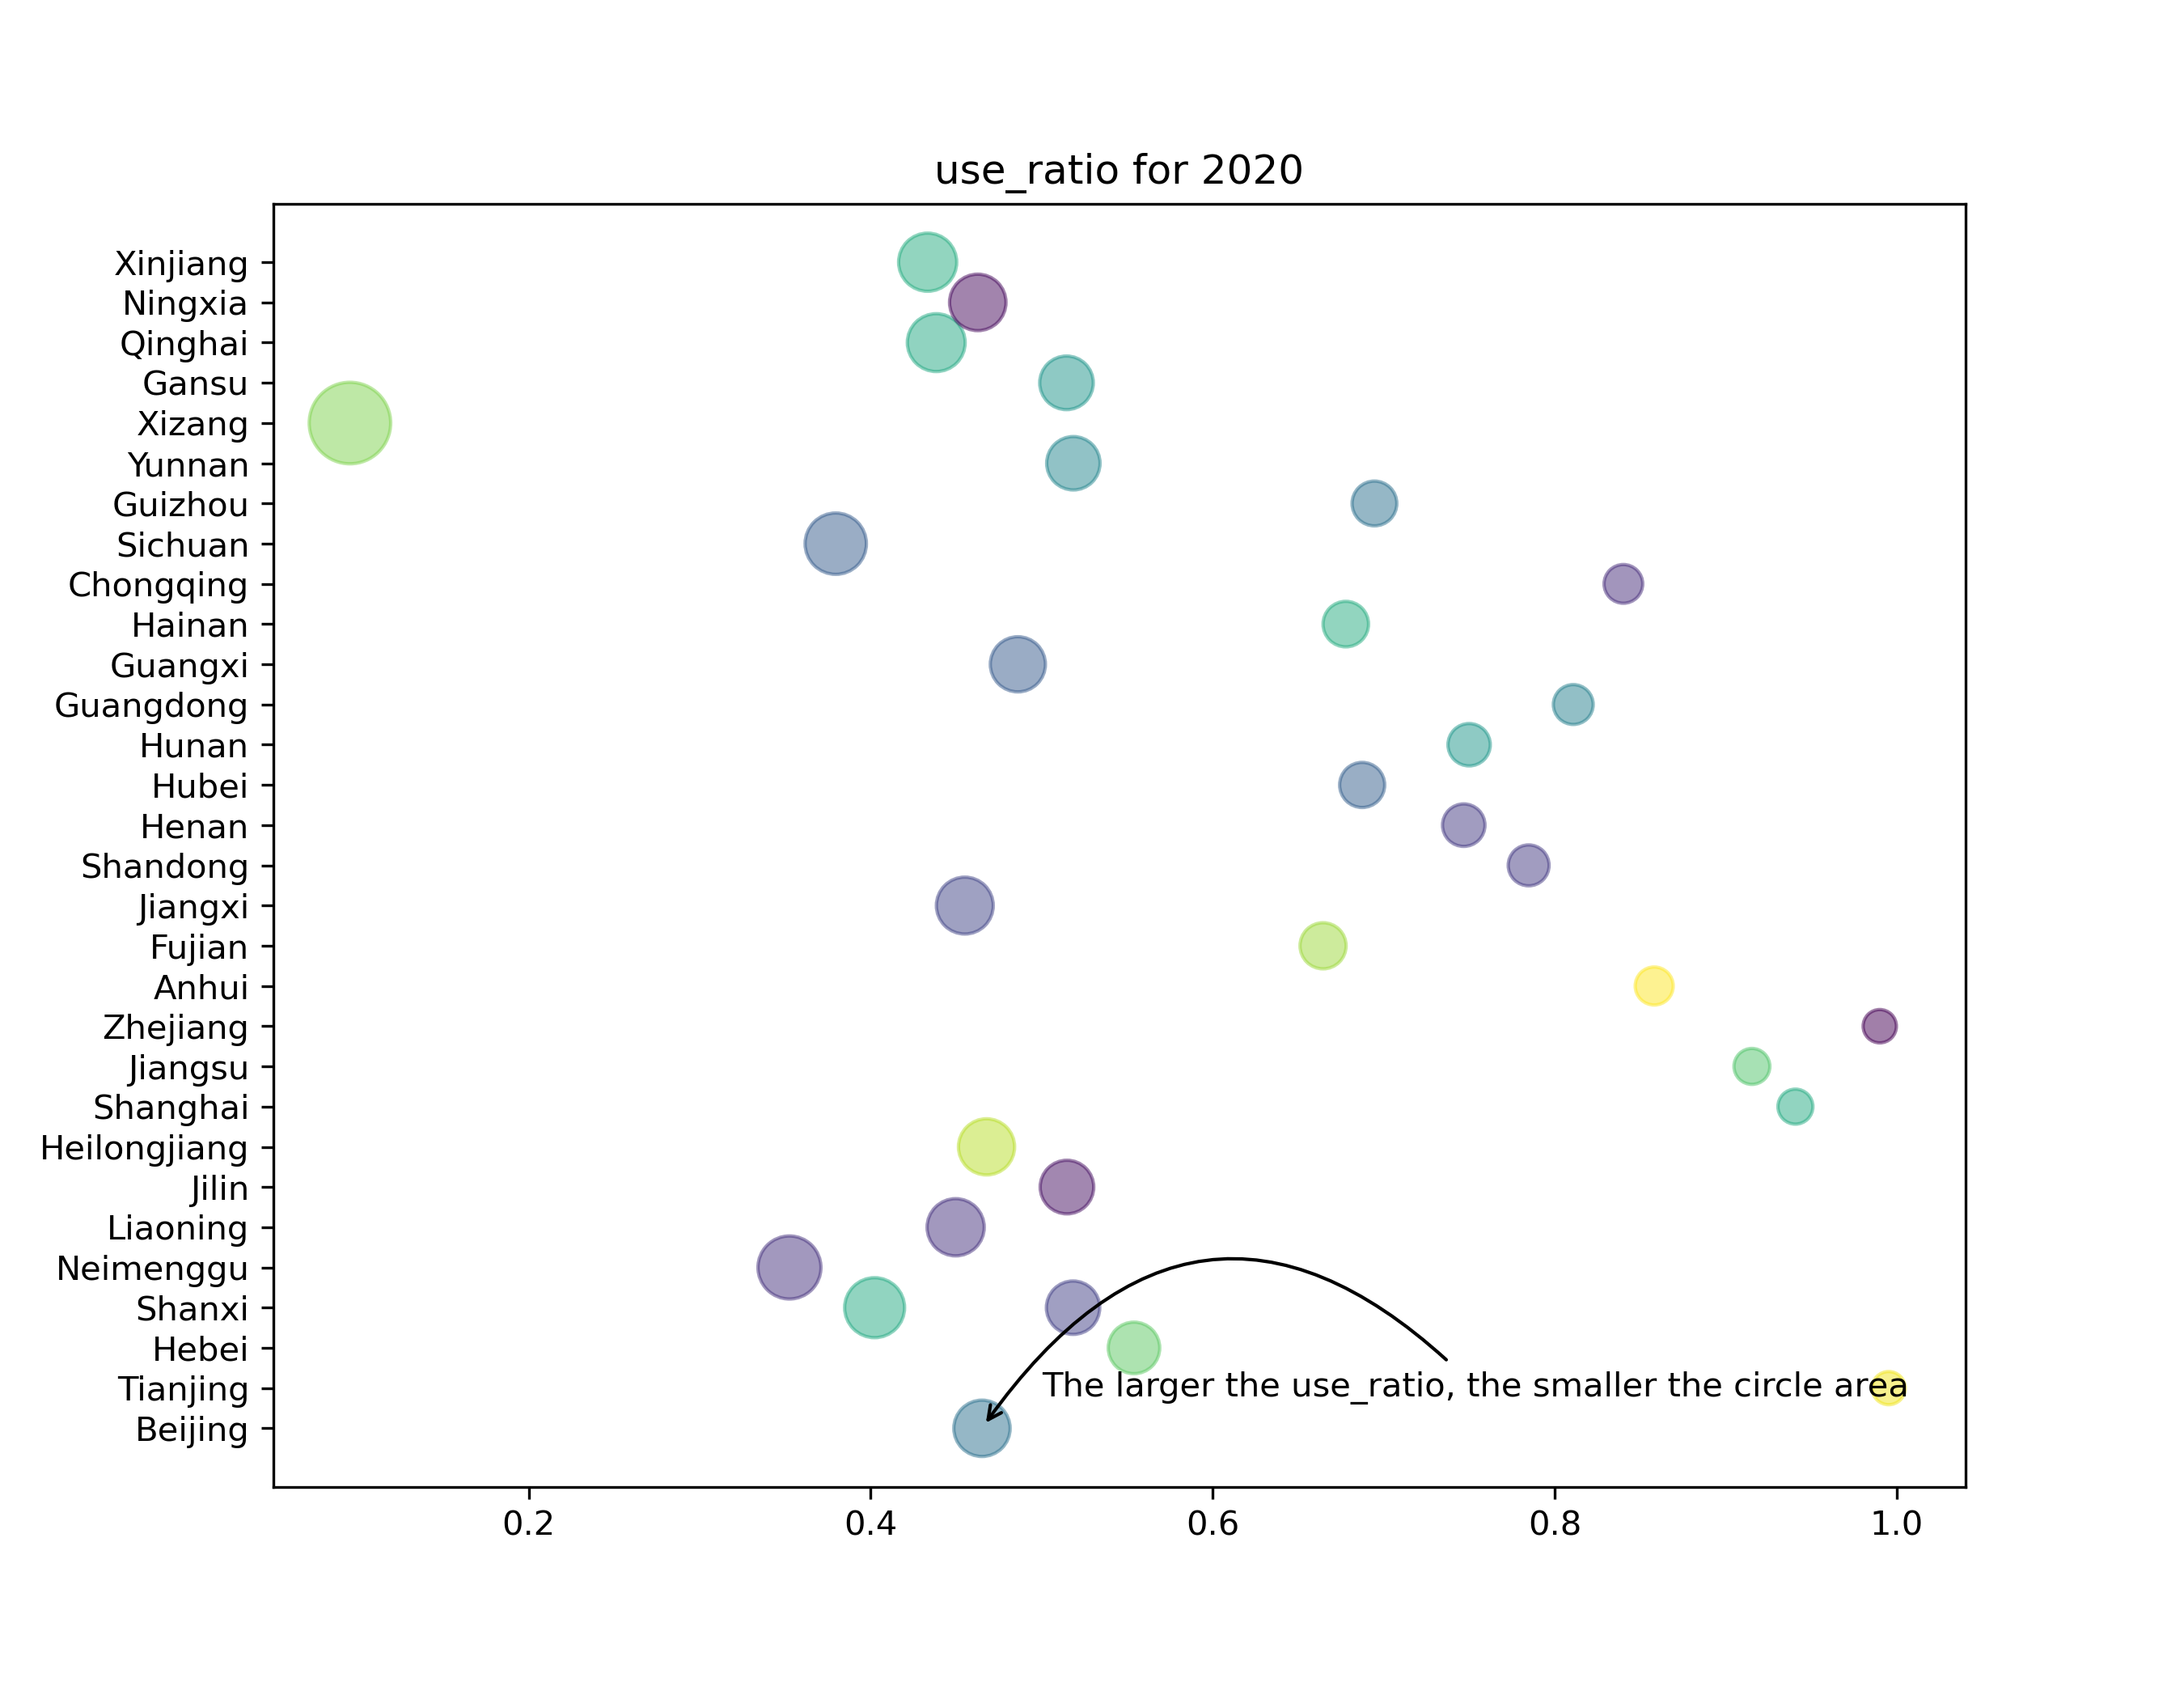 use_ratio for 2020
Xinjiang
Ningxia
Qinghai
Gansu
Xizang
Yunnan
Guizhou
Sichuan
Chongqing
Hainan
Guangxi
Guangdong
Hunan
Hubei
Henan
Shandong
Jiangxi
Fujian
Anhui
Zhejiang
Jiangsu
Shanghai
Heilongjiang
Jilin
Liaoning
Neimenggu
Shanxi
Hebei
Tianjing
The larger the use_ratio, the smaller the circle area
Beijing
0.2 0.4 0.6 0.8 1.0